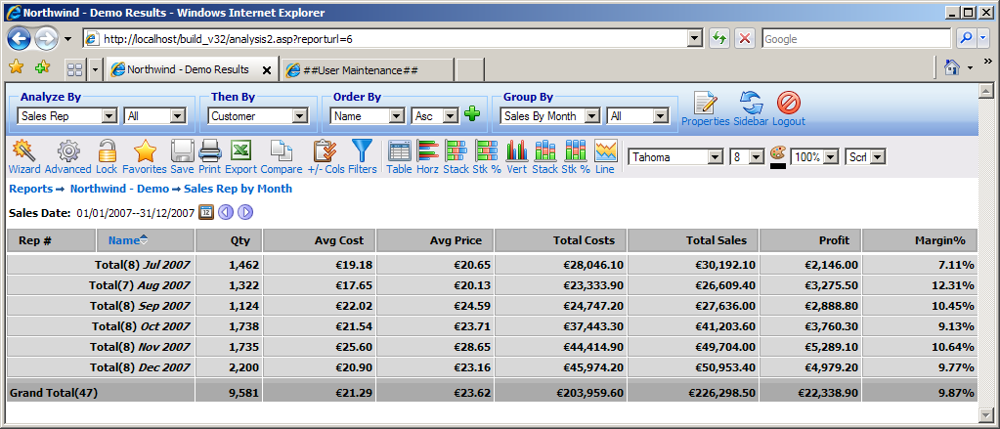 Northwind - Demo Results - Windows Internet Explorer
http://localhost/build_v32/analysis2.asp?reporturl=6 Google
Northwind - Demo Results ##User Maintenance##
Analyze By Then By Order By Group By
Sales Rep All Customer Name Asc Sales By Month All
Properties Sidebar Logout
Tahoma 8 100% Scrl
Wizard Advanced Lock Favorites Save Print Export Compare +/- Cols Filters Table Horz Stack Stk % Vert Stack Stk % Line
Reports Northwind - Demo Sales Rep by Month
Sales Date: 01/01/2007--31/12/2007 12
Rep # Name Qty Avg Cost Avg Price Total Costs Total Sales Profit Margin%
Total(8) Jul 2007 1,462 €19.18 €20.65 €28,046.10 €30,192.10 €2,146.00 7.11%
Total(7) Aug 2007 1,322 €17.65 €20.13 €23,333.90 €26,609.40 €3,275.50 12.31%
Total(8) Sep 2007 1,124 €22.02 €24.59 €24,747.20 €27,636.00 €2,888.80 10.45%
Total(8) Oct 2007 1,738 €21.54 €23.71 €37,443.30 €41,203.60 €3,760.30 9.13%
Total(8) Nov 2007 1,735 €25.60 €28.65 €44,414.90 €49,704.00 €5,289.10 10.64%
Total(8) Dec 2007 2,200 €20.90 €23.16 €45,974.20 €50,953.40 €4,979.20 9.77%
Grand Total(47) 9,581 €21.29 €23.62 €203,959.60 €226,298.50 €22,338.90 9.87%